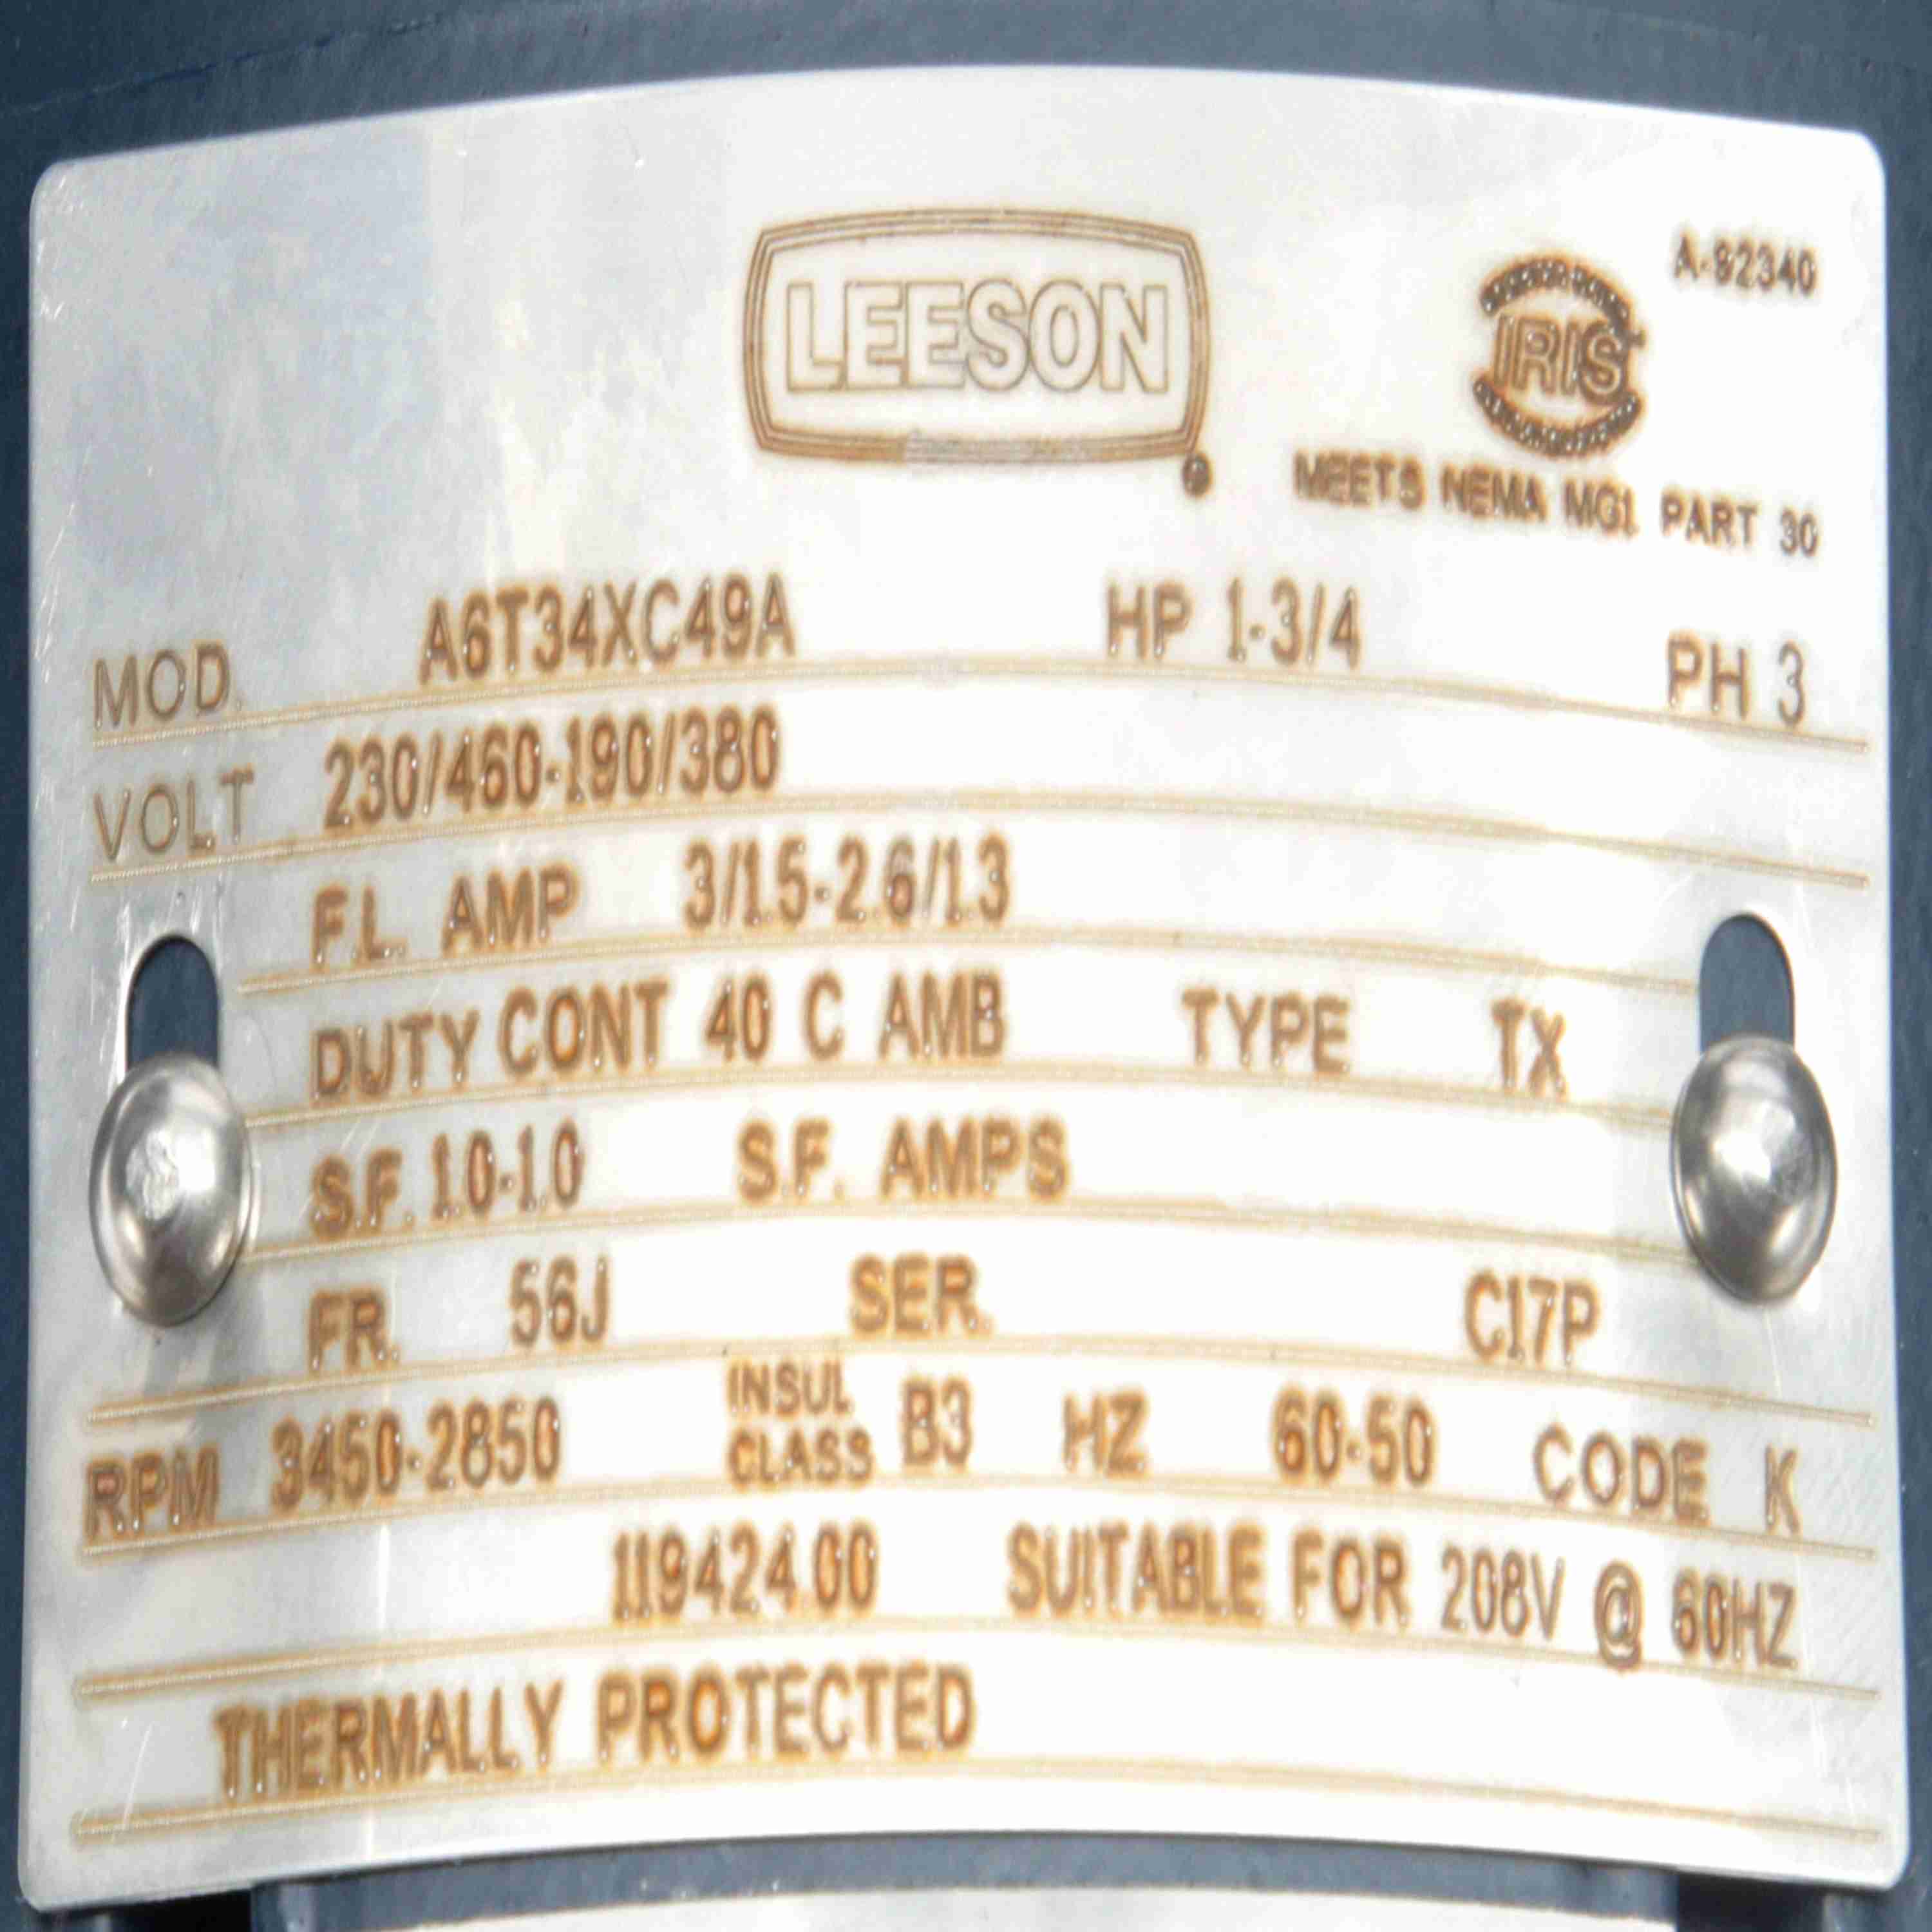 A-92340
LEESON
IRIS
MEETS NEMA MG1 PART 30
MOD. A6T34XC49A HP 1-3/4 PH 3
VOLT 230/460-190/380
F.L. AMP 3/1.5-2.6/1.3
DUTY CONT 40 C AMB TYPE TX
S.F. 1.0-1.0 S.F. AMPS
FR. 56J SER. C17P
RPM 3450-2850 INSUL CLASS B3 HZ 60-50 CODE K
119424.00 SUITABLE FOR 208V @ 60HZ
THERMALLY PROTECTED